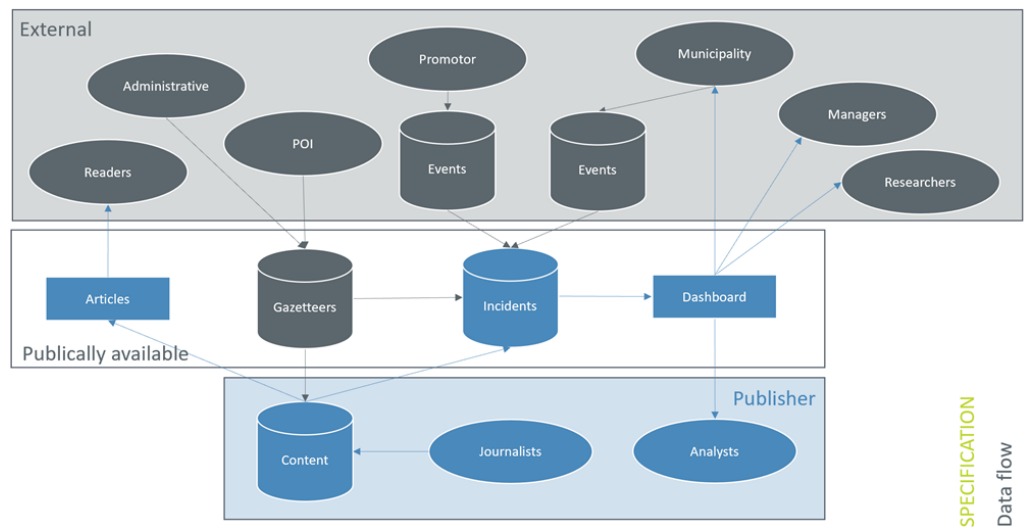 External
Promotor
Municipality
Administrative
Managers
POI
Events
Events
Readers
Researchers
Articles
Gazetteers
Incidents
Dashboard
Publically available
Publisher
Content
Journalists
Analysts
SPECIFICATION
Data flow